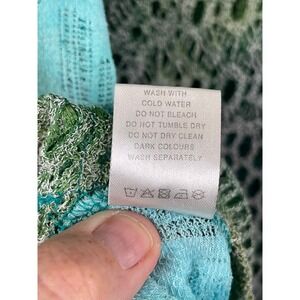 WASH WITH
COLD WATER
DO NOT BLEACH
DO NOT TUMBLE DRY
DO NOT DRY CLEAN
DARK COLOURS
WASH SEPARATELY